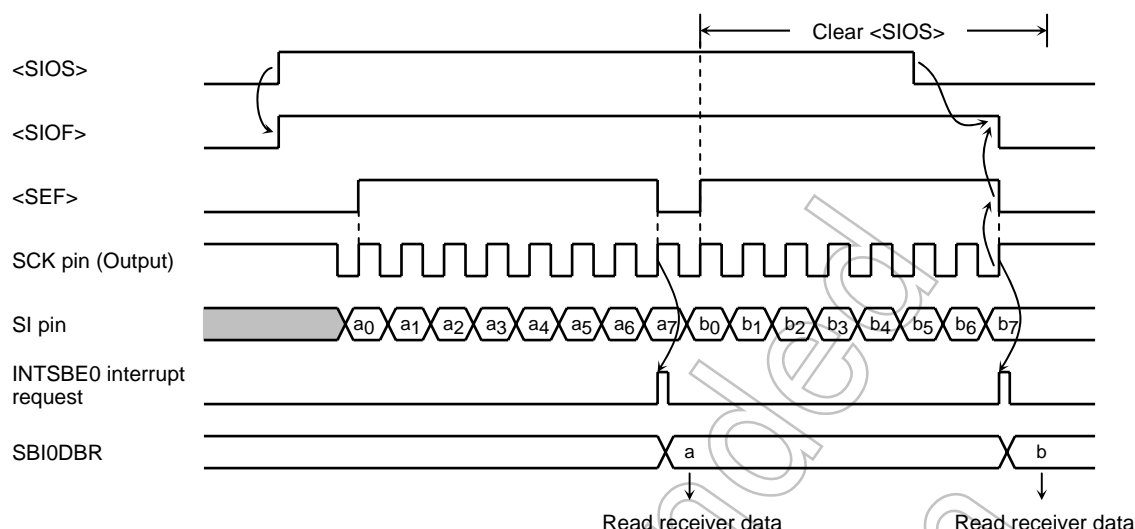 Clear <SIOS>
<SIOS>
<SIOF>
<SEF>
SCK pin (Output)
SI pin
a0 a1 a2 a3 a4 a5 a6 a7 b0 b1 b2 b3 b4 b5 b6 b7
INTSBE0 interrupt
request
SBI0DBR
a b
Read receiver data Read receiver data